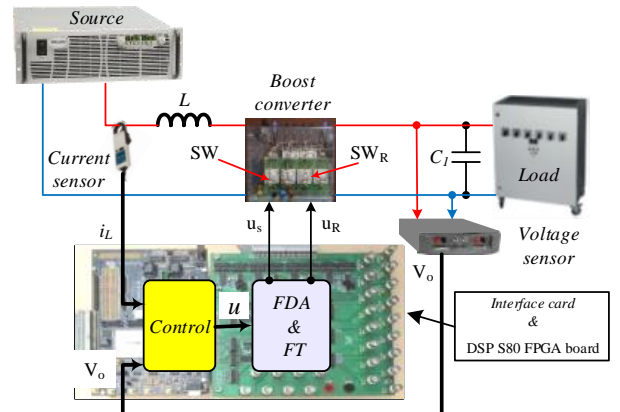 Source
L
Boost
converter
SW
SW_R
Current
sensor
C_1
Load
i_L
u_s
u_R
V_o
Voltage
sensor
Control
u
FDA
&
FT
V_o
Interface card
&
DSP S80 FPGA board